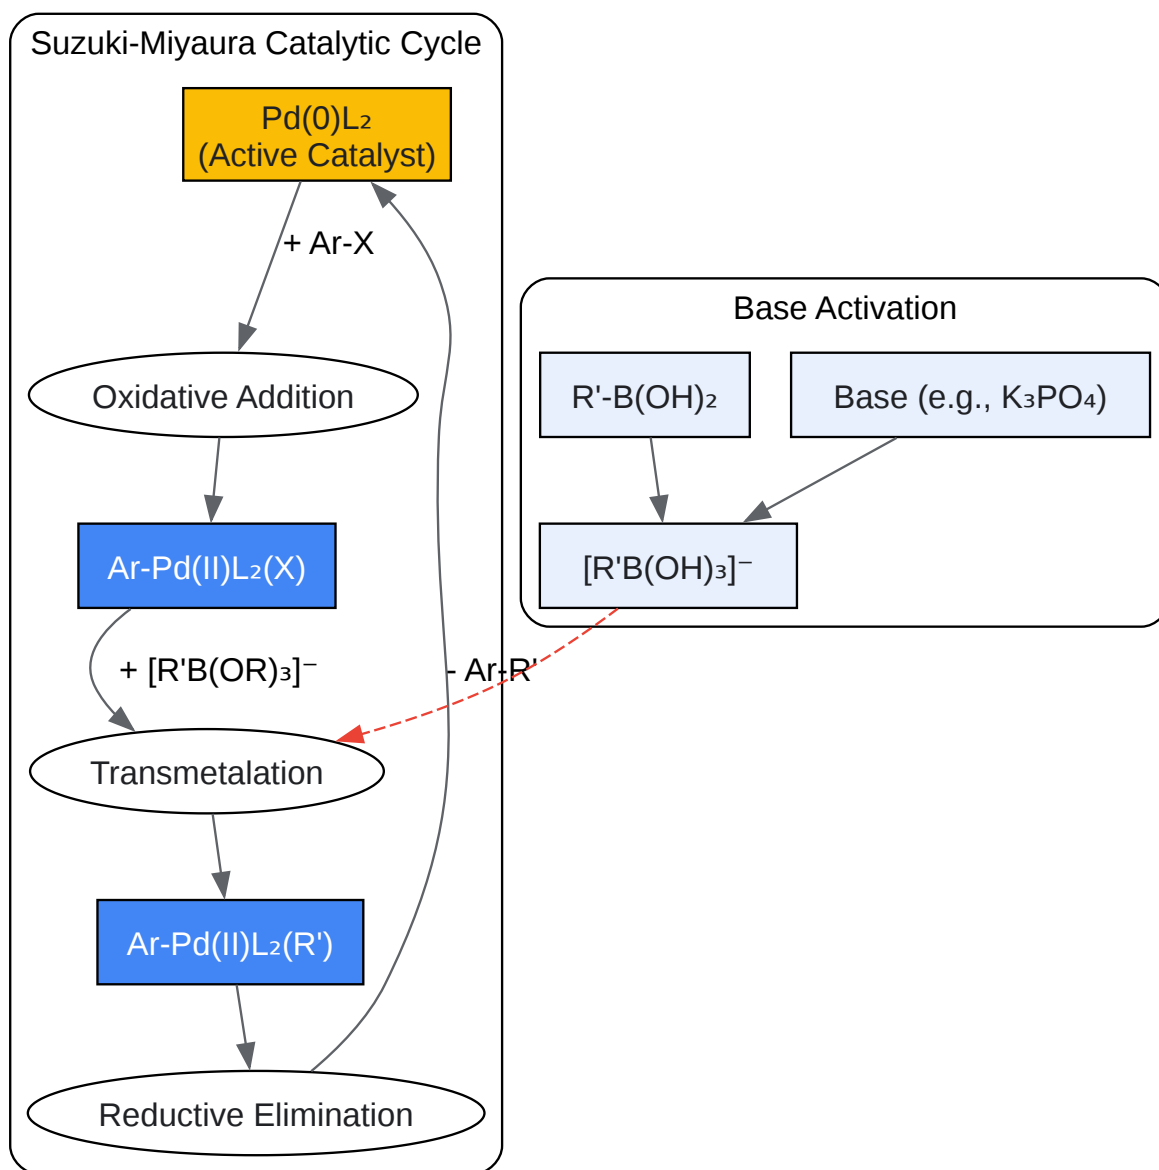 Suzuki-Miyaura Catalytic Cycle
Pd(0)L₂
(Active Catalyst)
+ Ar-X
Oxidative Addition
Ar-Pd(II)L₂(X)
+ [R'B(OR)₃]⁻
- Ar-R'
Transmetalation
Ar-Pd(II)L₂(R')
Reductive Elimination
Base Activation
R'-B(OH)₂
Base (e.g., K₃PO₄)
[R'B(OH)₃]⁻